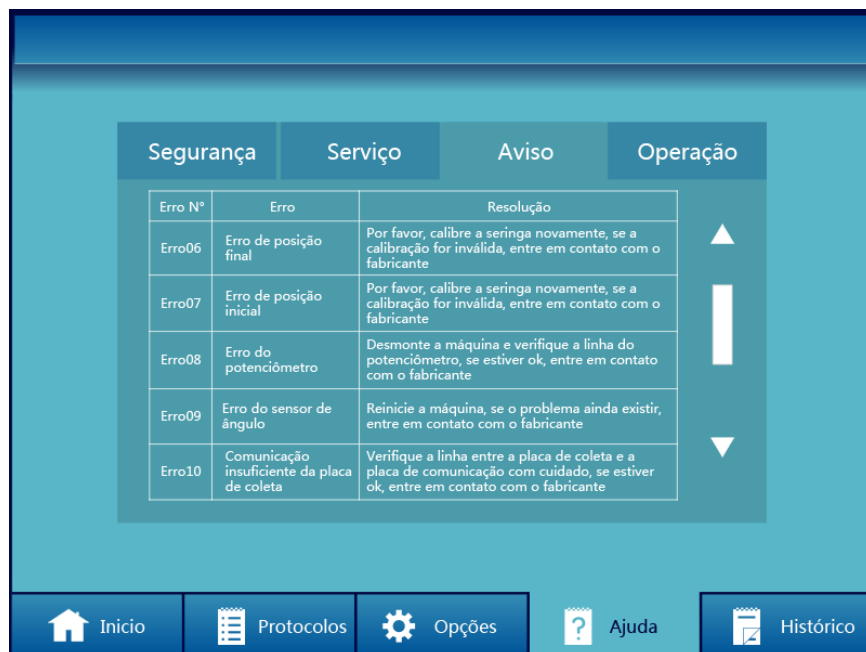 Segurança Serviço Aviso Operação
Erro N° Erro Resolução
Erro06
Erro de posição
final
Por favor, calibre a seringa novamente, se a
calibração for inválida, entre em contato com o
fabricante
Erro07
Erro de posição
inicial
Por favor, calibre a seringa novamente, se a
calibração for inválida, entre em contato com o
fabricante
Erro08
Erro do
potenciômetro
Desmonte a máquina e verifique a linha do
potenciômetro, se estiver ok, entre em contato
com o fabricante
Erro09
Erro do sensor de
ângulo
Reinicie a máquina, se o problema ainda existir,
entre em contato com o fabricante
Erro10
Comunicação
insuficiente da placa
de coleta
Verifique a linha entre a placa de coleta e a
placa de comunicação com cuidado, se estiver
ok, entre em contato com o fabricante
Inicio Protocolos Opções ? Ajuda Histórico